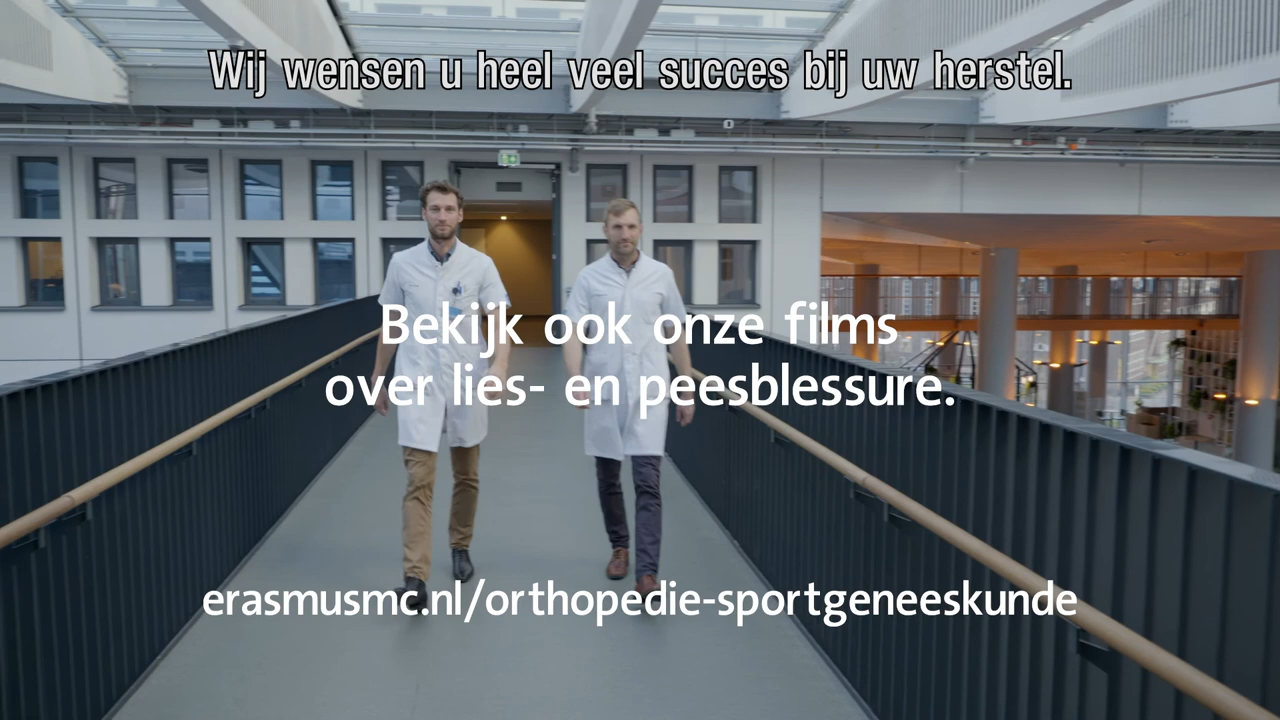 Wij wensen u heel veel succes bij uw herstel.
Bekijk ook onze films
over lies- en peesblessure.
erasmusmc.nl/orthopedie-sportgeneeskunde